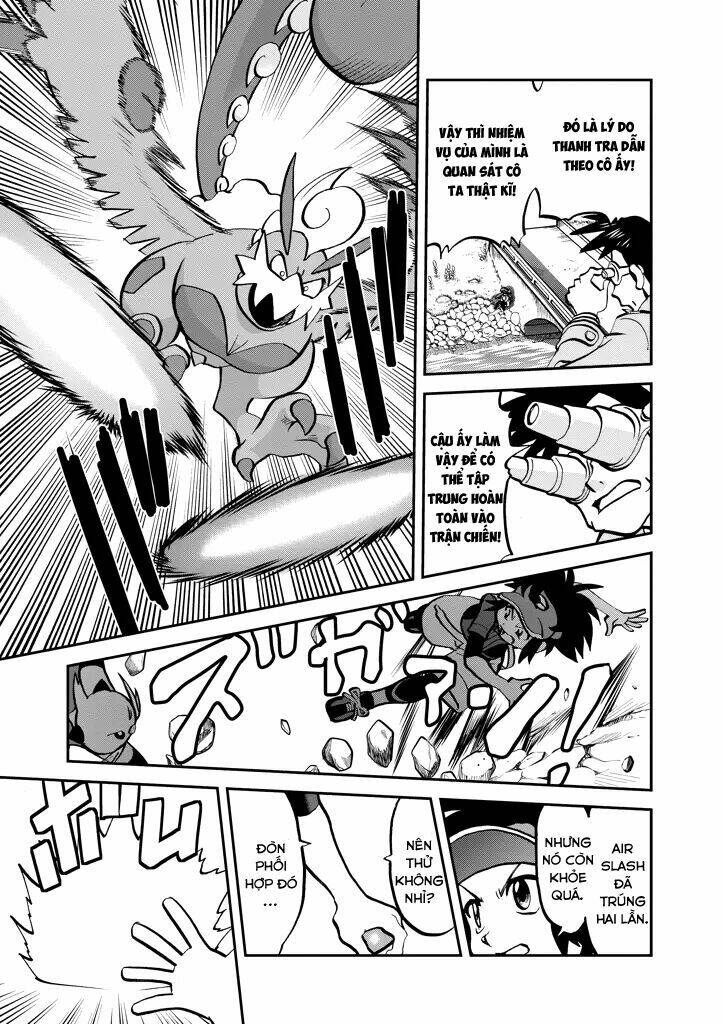 ĐÓ LÀ LÝ DO
THANH TRA DẪN
THEO CÔ ẤY!
VẬY THÌ NHIỆM
VỤ CỦA MÌNH LÀ
QUAN SÁT CÔ
TA THẬT KĨ!
CẬU ẤY LÀM
VẬY ĐỂ CÓ
THỂ TẬP
TRUNG HOÀN
TOÀN VÀO
TRẬN CHIẾN!
ズガァン!!
AIR
SLASH
ĐÃ
TRÚNG
HAI LẦN.
NHƯNG
NÓ CÒN
KHỎE
QUÁ.
NÊN
THỬ
KHÔNG
NHỈ?
ĐÒN
PHỐI
HỢP ĐÓ
...